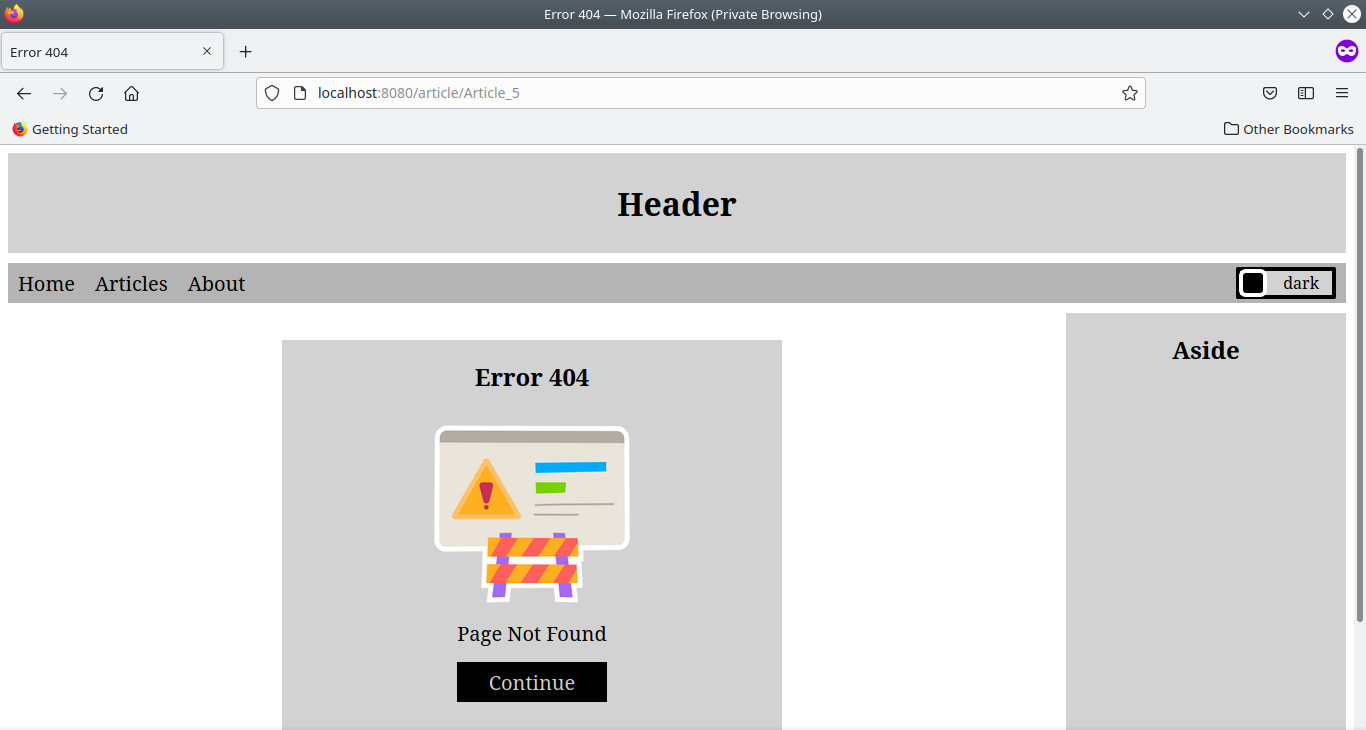 Error 404 — Mozilla Firefox (Private Browsing)
Error 404
localhost:8080/article/Article_5
Getting Started
Other Bookmarks
Header
Home Articles About dark
Aside
Error 404
Page Not Found
Continue